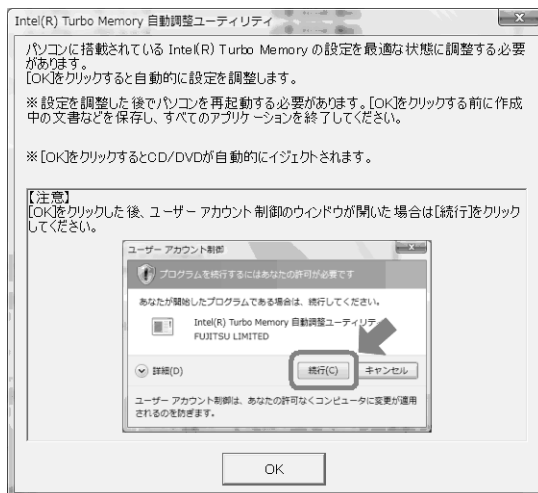 Intel(R) Turbo Memory 自動調整ユーティリティ
パソコンに搭載されている Intel(R) Turbo Memory の設定を最適な状態に調整する必要
があります。
[OK]をクリックすると自動的に設定を調整します。
※設定を調整した後でパソコンを再起動する必要があります。[OK]をクリックする前に作成
中の文書などを保存し、すべてのアプリケーションを終了してください。
※[OK]をクリックするとCD/DVDが自動的にイジェクトされます。
【注意】
[OK]をクリックした後、ユーザー アカウント制御のウィンドウが開いた場合は[続行]をクリック
してください。
ユーザー アカウント制御
プログラムを続行するにはあなたの許可が必要です
あなたが開始したプログラムである場合は、続行してください。
Intel(R) Turbo Memory 自動調整ユーティリテ
FUJITSU LIMITED
詳細(D)
続行(C)
キャンセル
ユーザー アカウント制御は、あなたの許可なくコンピュータに変更が適用
されるのを防ぎます。
OK